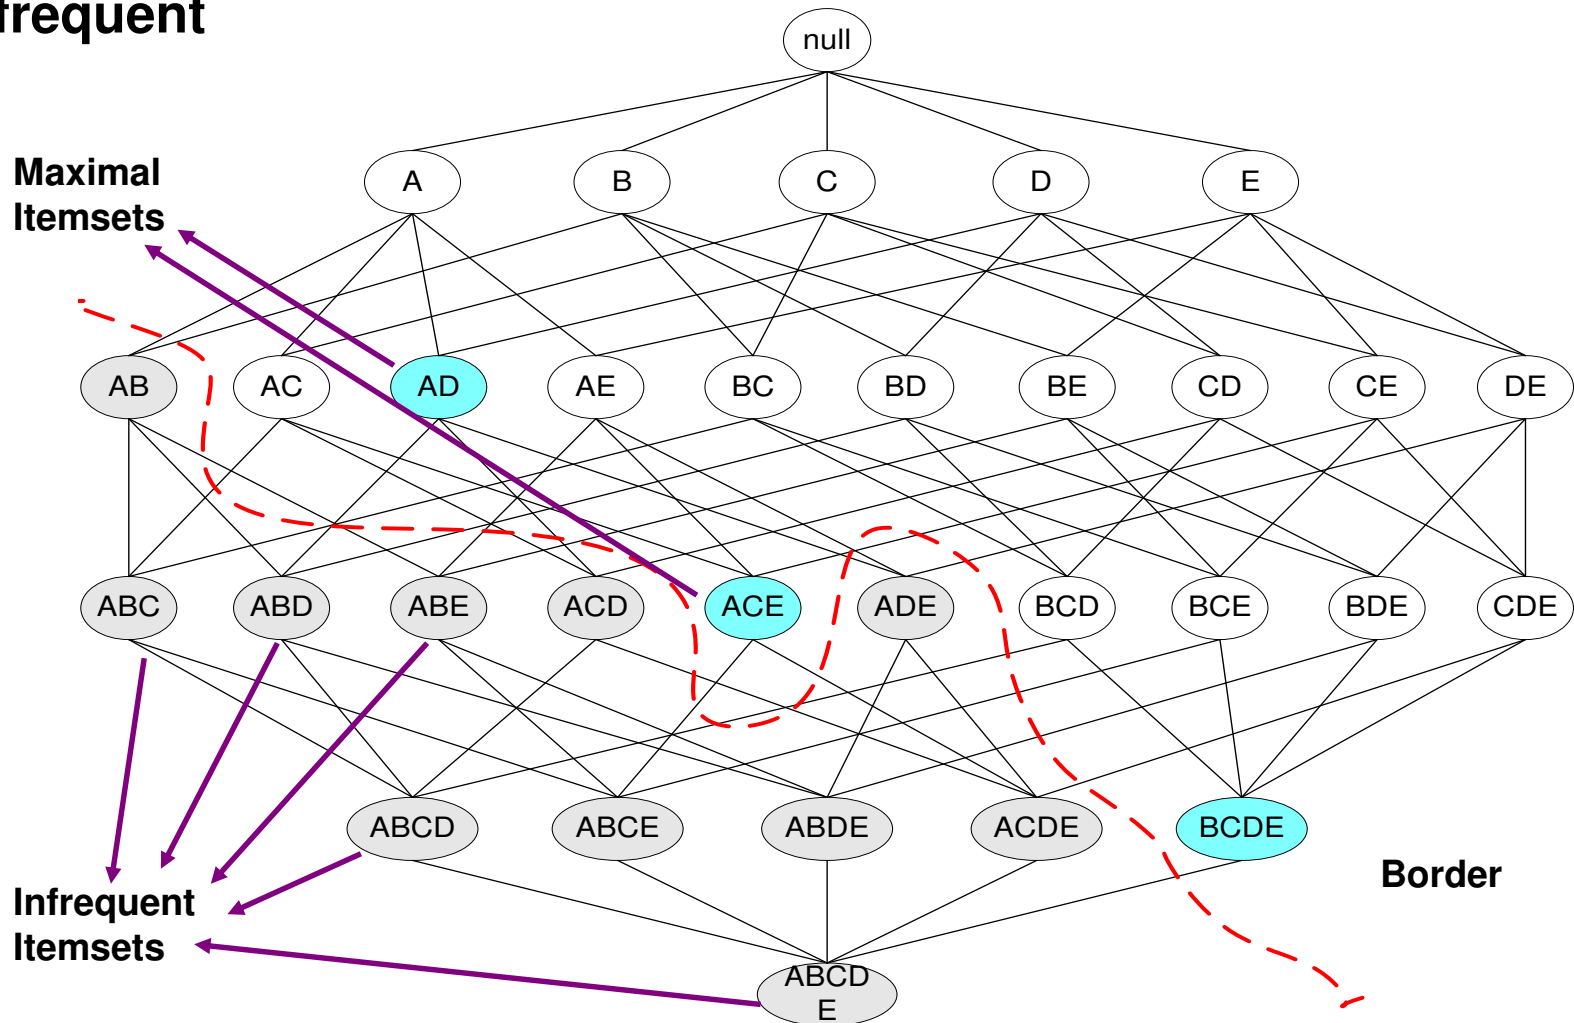 frequent
null
Maximal
Itemsets
A B C D E
AB AC AD AE BC BD BE CD CE DE
ABC ABD ABE ACD ACE ADE BCD BCE BDE CDE
ABCD ABCE ABDE ACDE BCDE
Border
Infrequent
Itemsets
ABCD
E